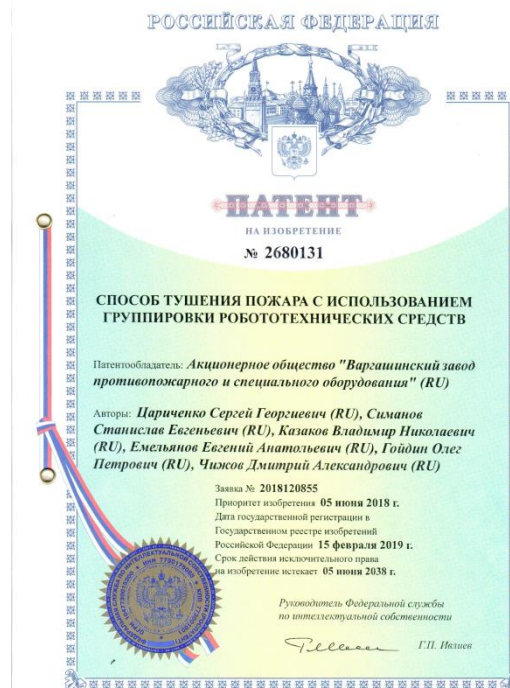 РОССИЙСКАЯ ФЕДЕРАЦИЯ
ПАТЕНТ
НА ИЗОБРЕТЕНИЕ
№ 2680131
СПОСОБ ТУШЕНИЯ ПОЖАРА С ИСПОЛЬЗОВАНИЕМ
ГРУППИРОВКИ РОБОТОТЕХНИЧЕСКИХ СРЕДСТВ
Патентообладатель: Акционерное общество "Варгашинский завод
противопожарного и специального оборудования" (RU)
Авторы: Цариченко Сергей Георгиевич (RU), Симанов
Станислав Евгеньевич (RU), Казаков Владимир Николаевич
(RU), Емельянов Евгений Анатольевич (RU), Гойдин Олег
Петрович (RU), Чижов Дмитрий Александрович (RU)
Заявка № 2018120855
Приоритет изобретения 05 июня 2018 г.
Дата государственной регистрации в
Государственном реестре изобретений
Российской Федерации 15 февраля 2019 г.
Срок действия исключительного права
на изобретение истекает 05 июня 2038 г.
Руководитель Федеральной службы
по интеллектуальной собственности
Г.П. Ивлиев